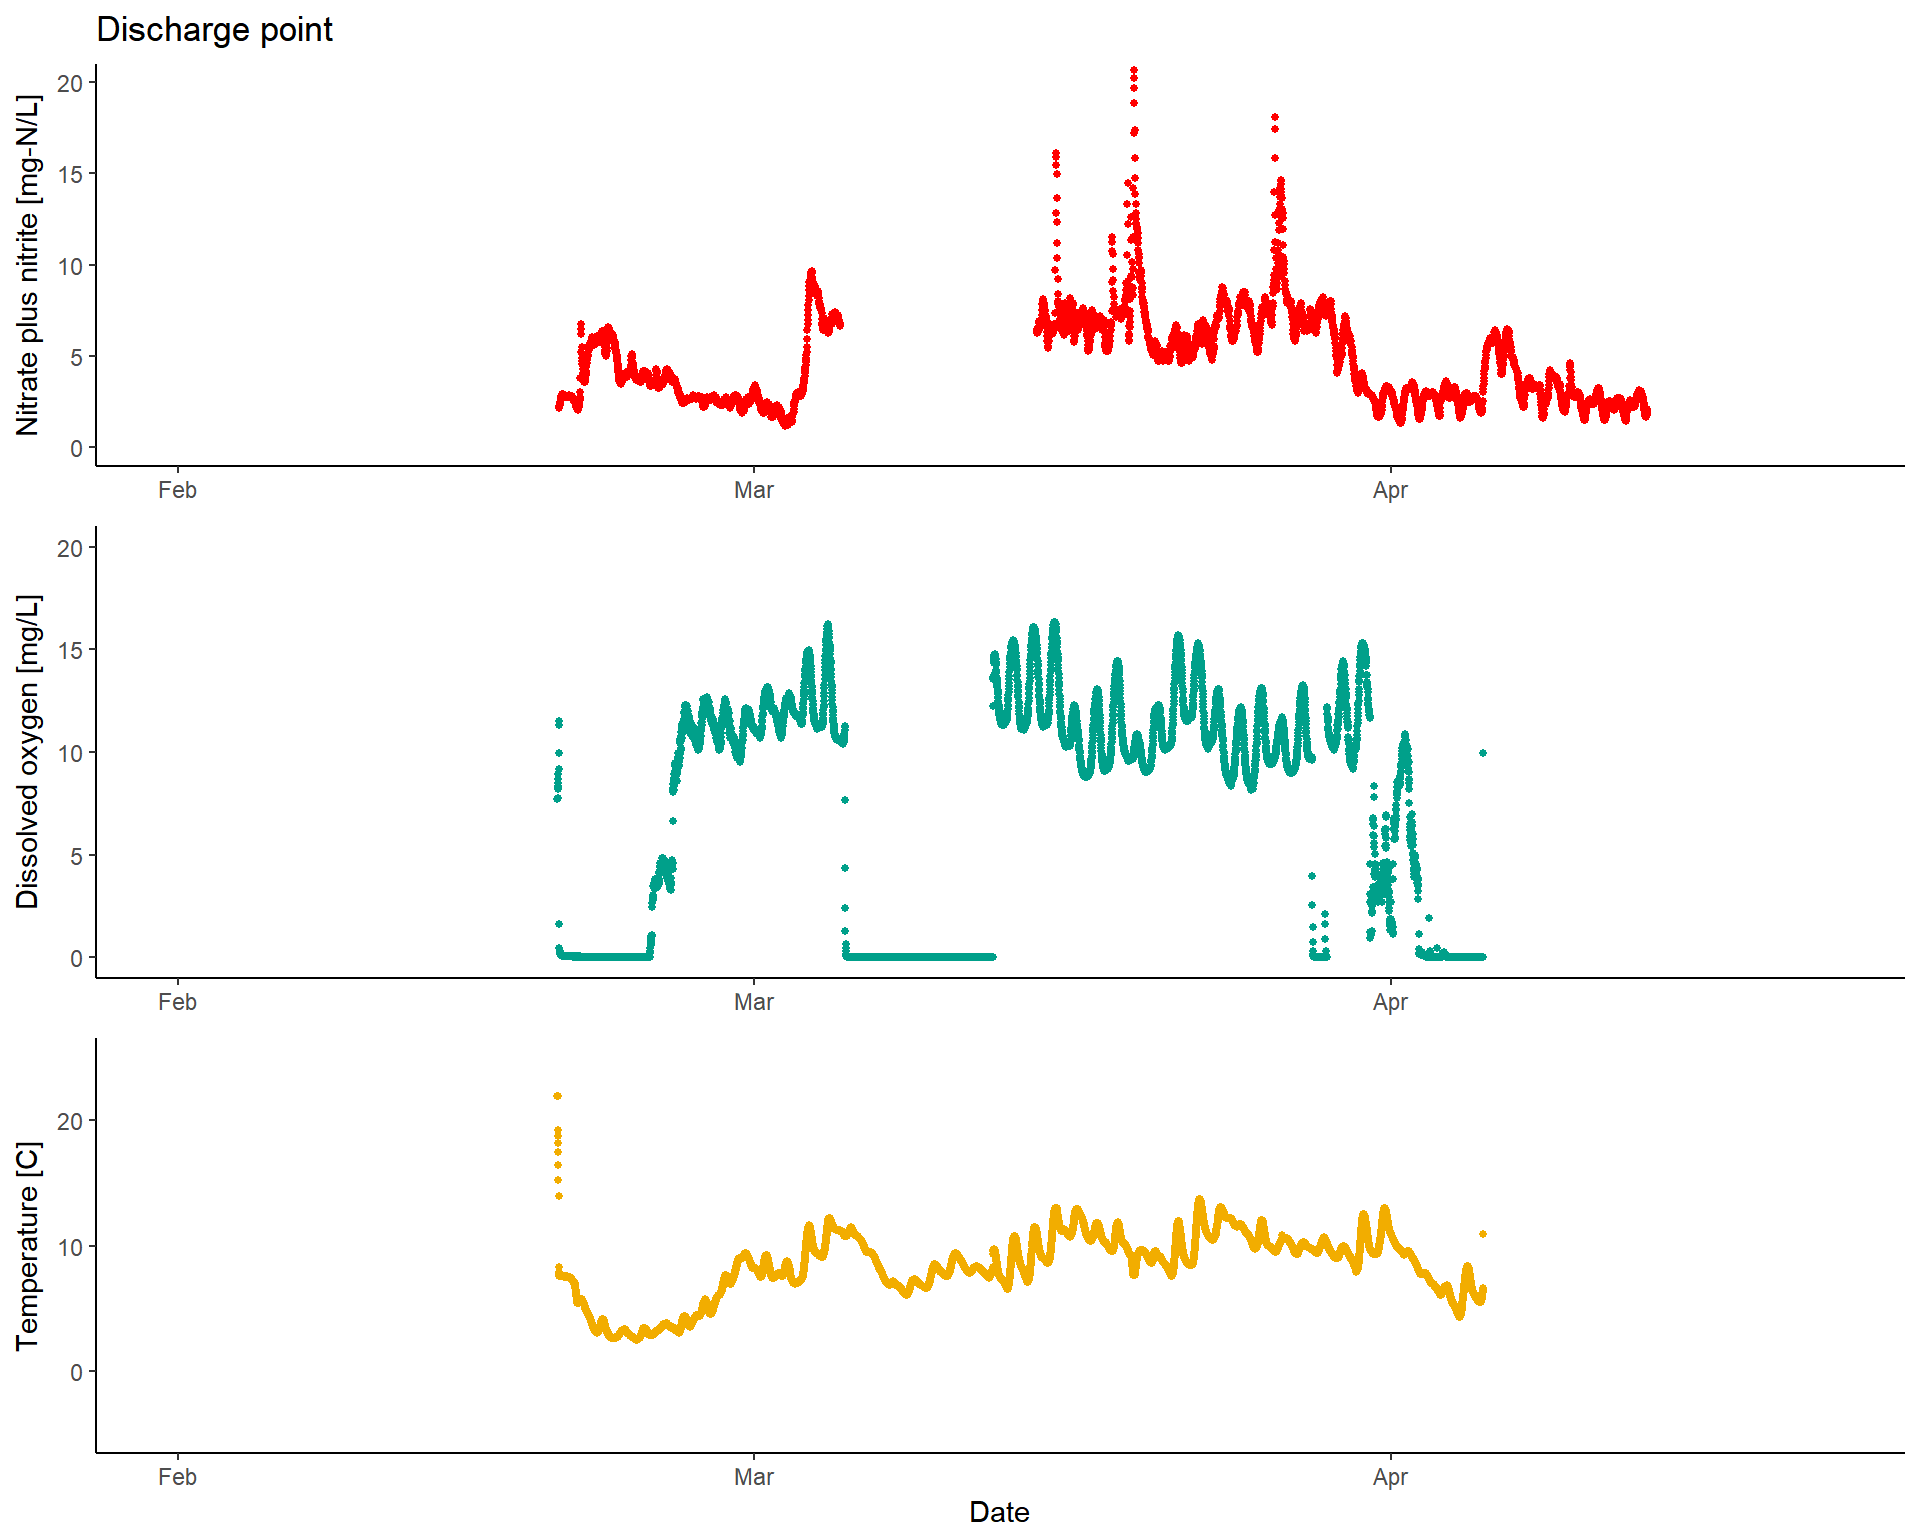 Discharge point
Nitrate plus nitrite [mg-N/L]
20
15
10
5
0
Feb Mar Apr
Dissolved oxygen [mg/L]
20
15
10
5
0
Feb Mar Apr
Temperature [C]
20
10
0
Feb Mar Apr
Date